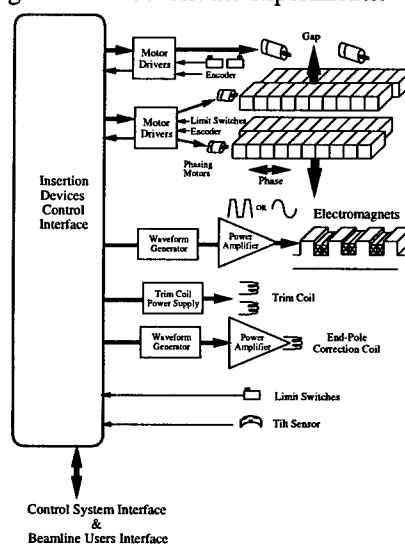 Motor
Drivers
Encoder
Gap
Motor
Drivers
Limit Switches
Encoder
Phasing
Motors
Phase
Insertion
Devices
Control
Interface
OR
Electromagnets
Waveform
Generator
Power
Amplifier
Trim Coil
Power Supply
Trim Coil
Waveform
Generator
Power
Amplifier
End-Pole
Correction Coil
Limit Switches
Tilt Sensor
Control System Interface
&
Beamline Users Interface